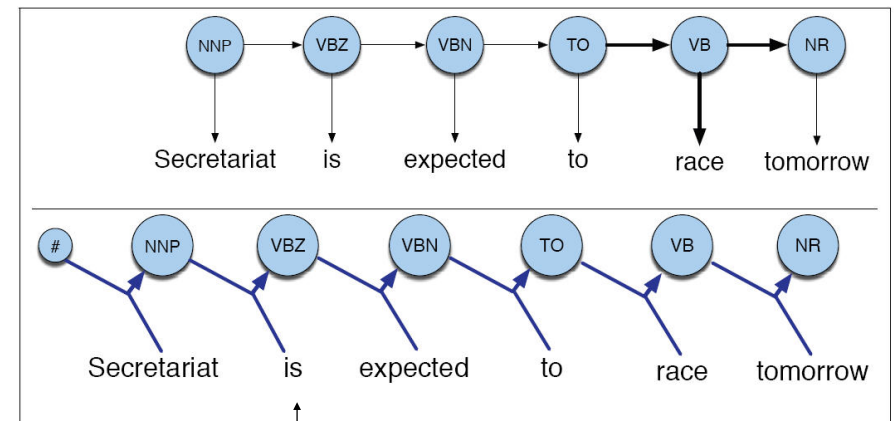 NNP VBZ VBN TO VB NR
Secretariat is expected to race tomorrow
# NNP VBZ VBN TO VB NR
Secretariat is expected to race tomorrow